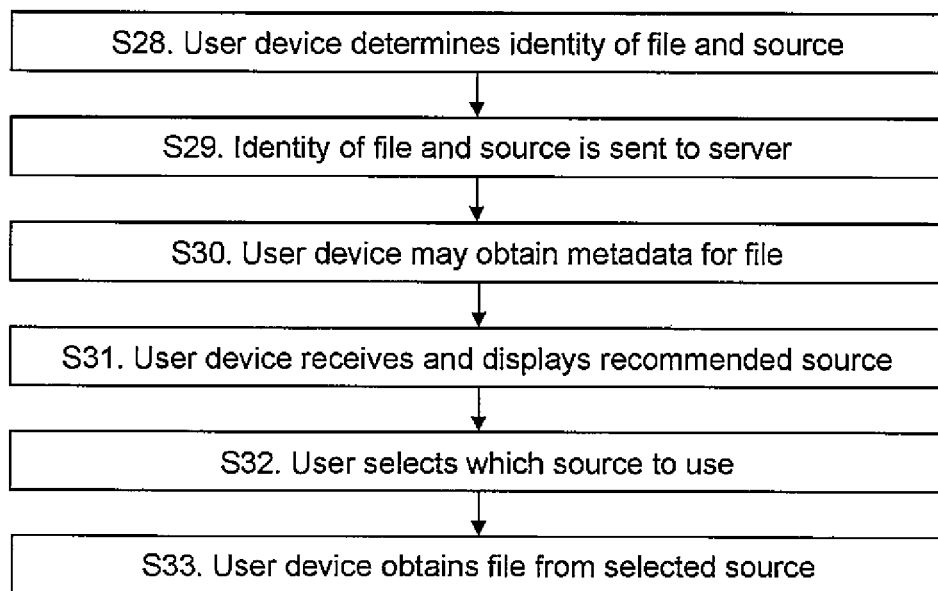 S28. User device determines identity of file and source
S29. Identity of file and source is sent to server
S30. User device may obtain metadata for file
S31. User device receives and displays recommended source
S32. User selects which source to use
S33. User device obtains file from selected source